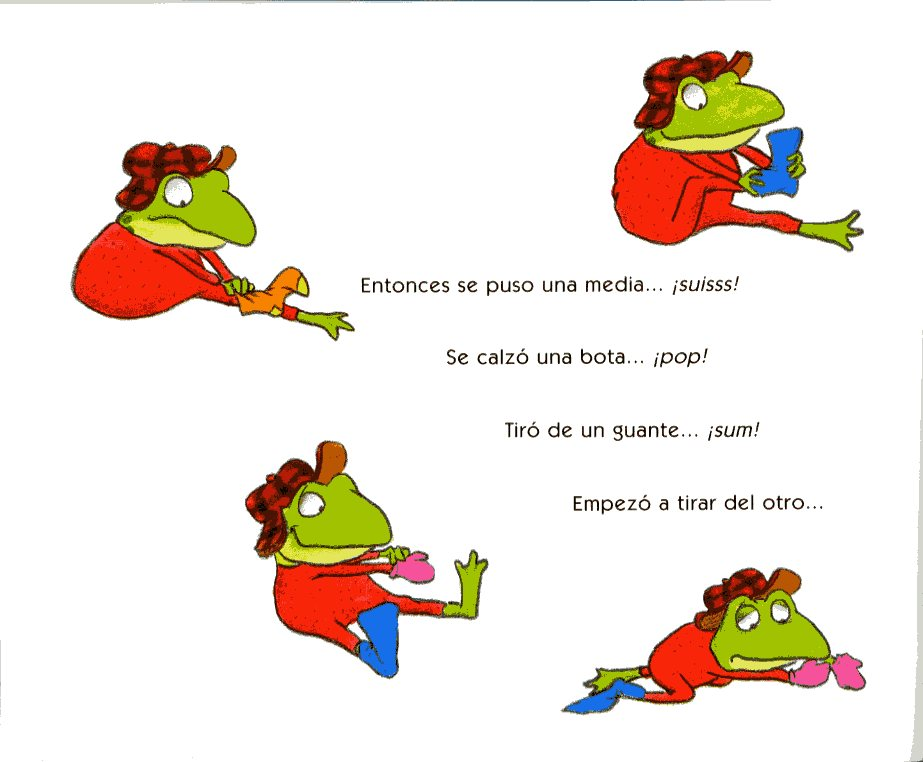 Entonces se puso una media... ¡suisss!
Se calzó una bota... ¡pop!
Tiró de un guante... ¡sum!
Empezó a tirar del otro...